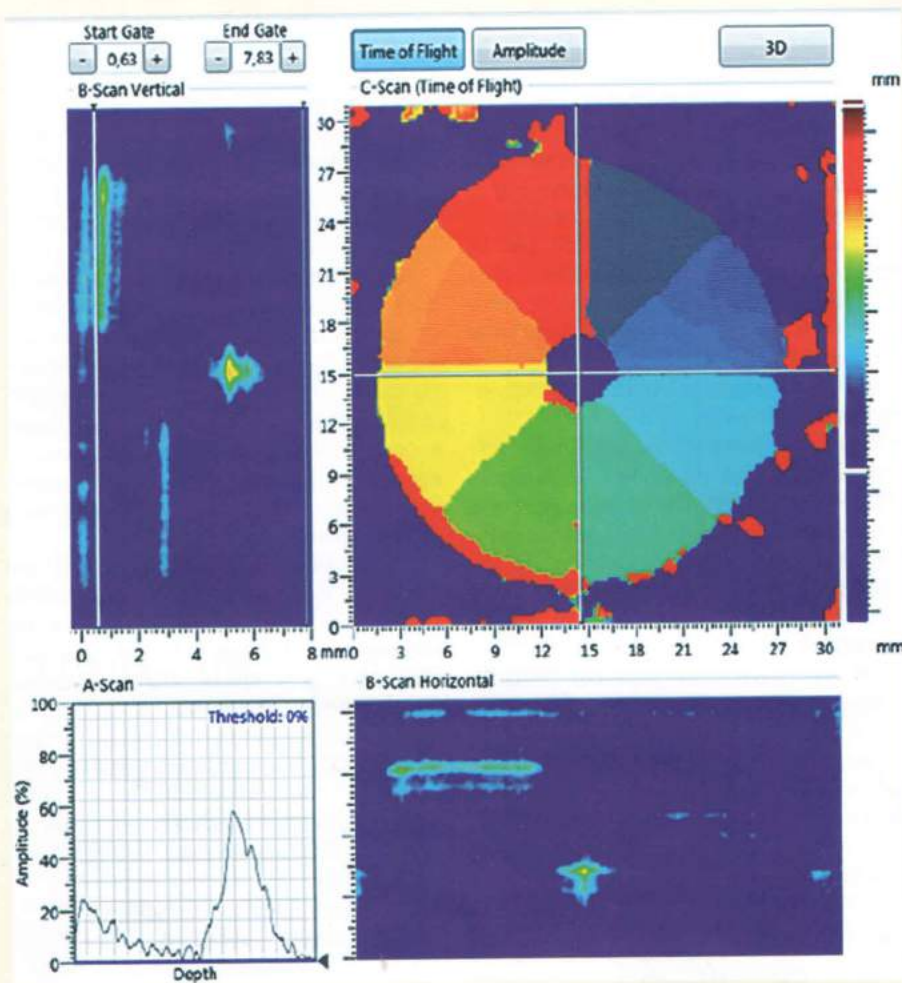 Start Gate
End Gate
- 0,63 +
- 7,83 +
Time of Flight
Amplitude
3D
B-Scan Vertical
C-Scan (Time of Flight)
mm
30
27
24
21
18
15
12
9
6
3
0
0 2 4 6 8 mm
0 3 6 9 12 15 18 21 24 27 30 mm
A-Scan
B-Scan Horizontal
Threshold: 0%
100
80
60
40
20
0
Amplitude (%)
Depth